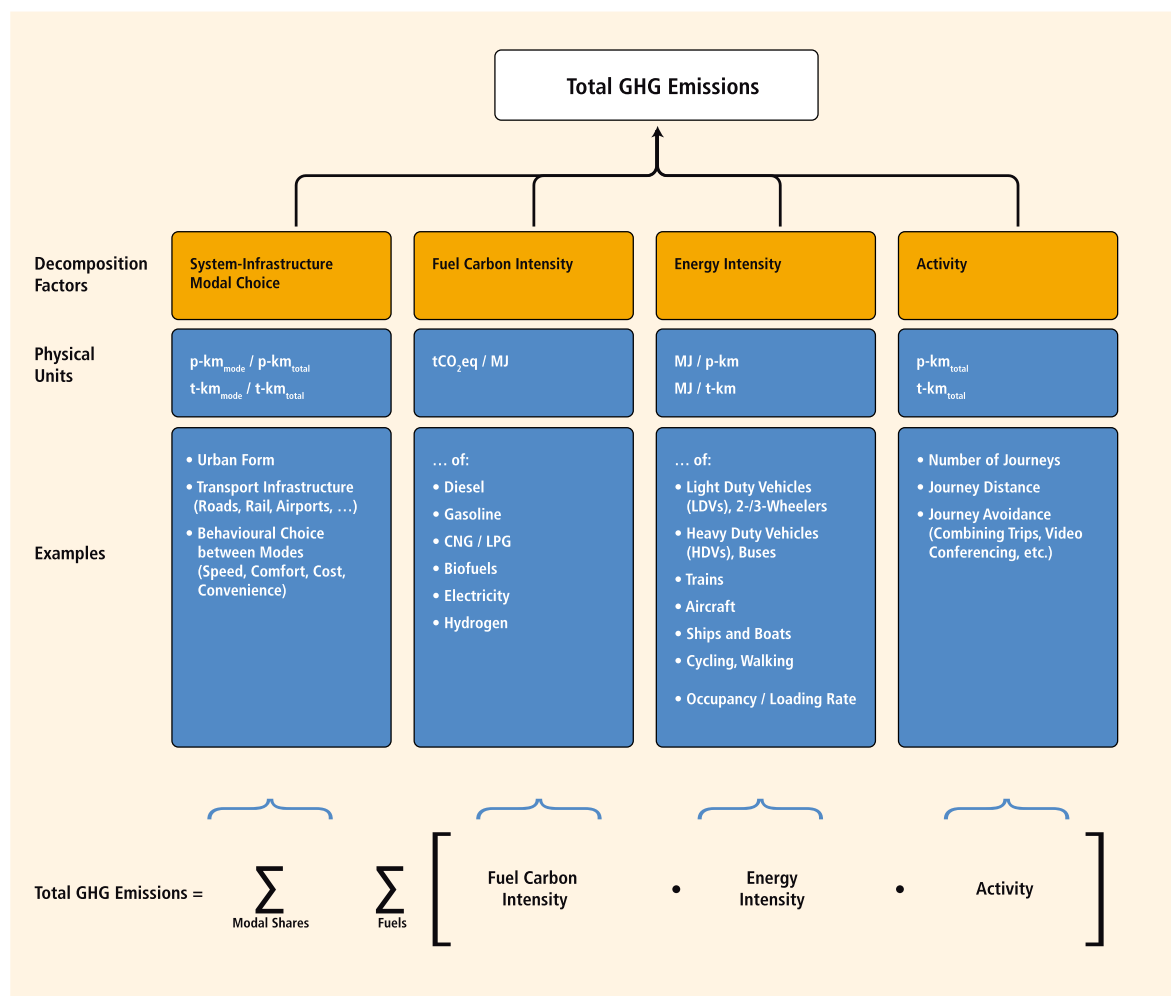 Total GHG Emissions
Decomposition
Factors
System-Infrastructure
Modal Choice
Fuel Carbon Intensity
Energy Intensity
Activity
Physical
Units
p-kmmode / p-kmtotal
t-kmmode / t-kmtotal
tCO2eq / MJ
MJ / p-km
MJ / t-km
p-kmtotal
t-kmtotal
Examples
• Urban Form
• Transport Infrastructure
(Roads, Rail, Airports, …)
• Behavioural Choice
between Modes
(Speed, Comfort, Cost,
Convenience)
… of:
• Diesel
• Gasoline
• CNG / LPG
• Biofuels
• Electricity
• Hydrogen
… of:
• Light Duty Vehicles
(LDVs), 2-/3-Wheelers
• Heavy Duty Vehicles
(HDVs), Buses
• Trains
• Aircraft
• Ships and Boats
• Cycling, Walking
• Occupancy / Loading Rate
• Number of Journeys
• Journey Distance
• Journey Avoidance
(Combining Trips, Video
Conferencing, etc.)
Total GHG Emissions =
∑
Modal Shares
∑
Fuels
[
Fuel Carbon
Intensity
•
Energy
Intensity
•
Activity
]